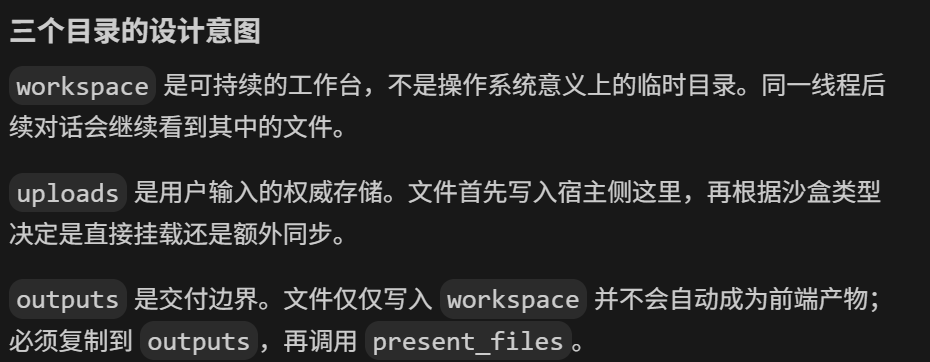 三个目录的设计意图
workspace 是可持续的工作台，不是操作系统意义上的临时目录。同一线程后
续对话会继续看到其中的文件。
uploads 是用户输入的权威存储。文件首先写入宿主侧这里，再根据沙盒类型
决定是直接挂载还是额外同步。
outputs 是交付边界。文件仅仅写入 workspace 并不会自动成为前端产物；
必须复制到 outputs，再调用 present_files。